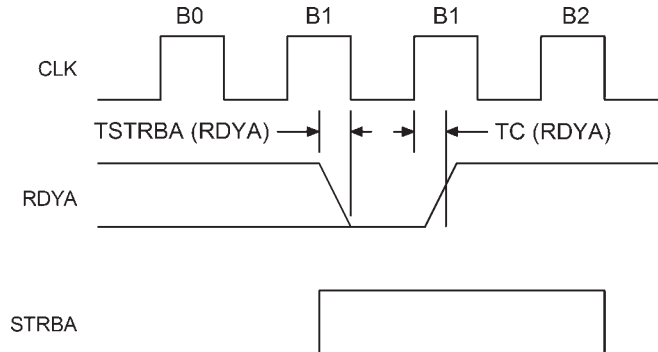 B0 B1 B1 B2
CLK
TSTRBA (RDYA) TC (RDYA)
RDYA
STRBA